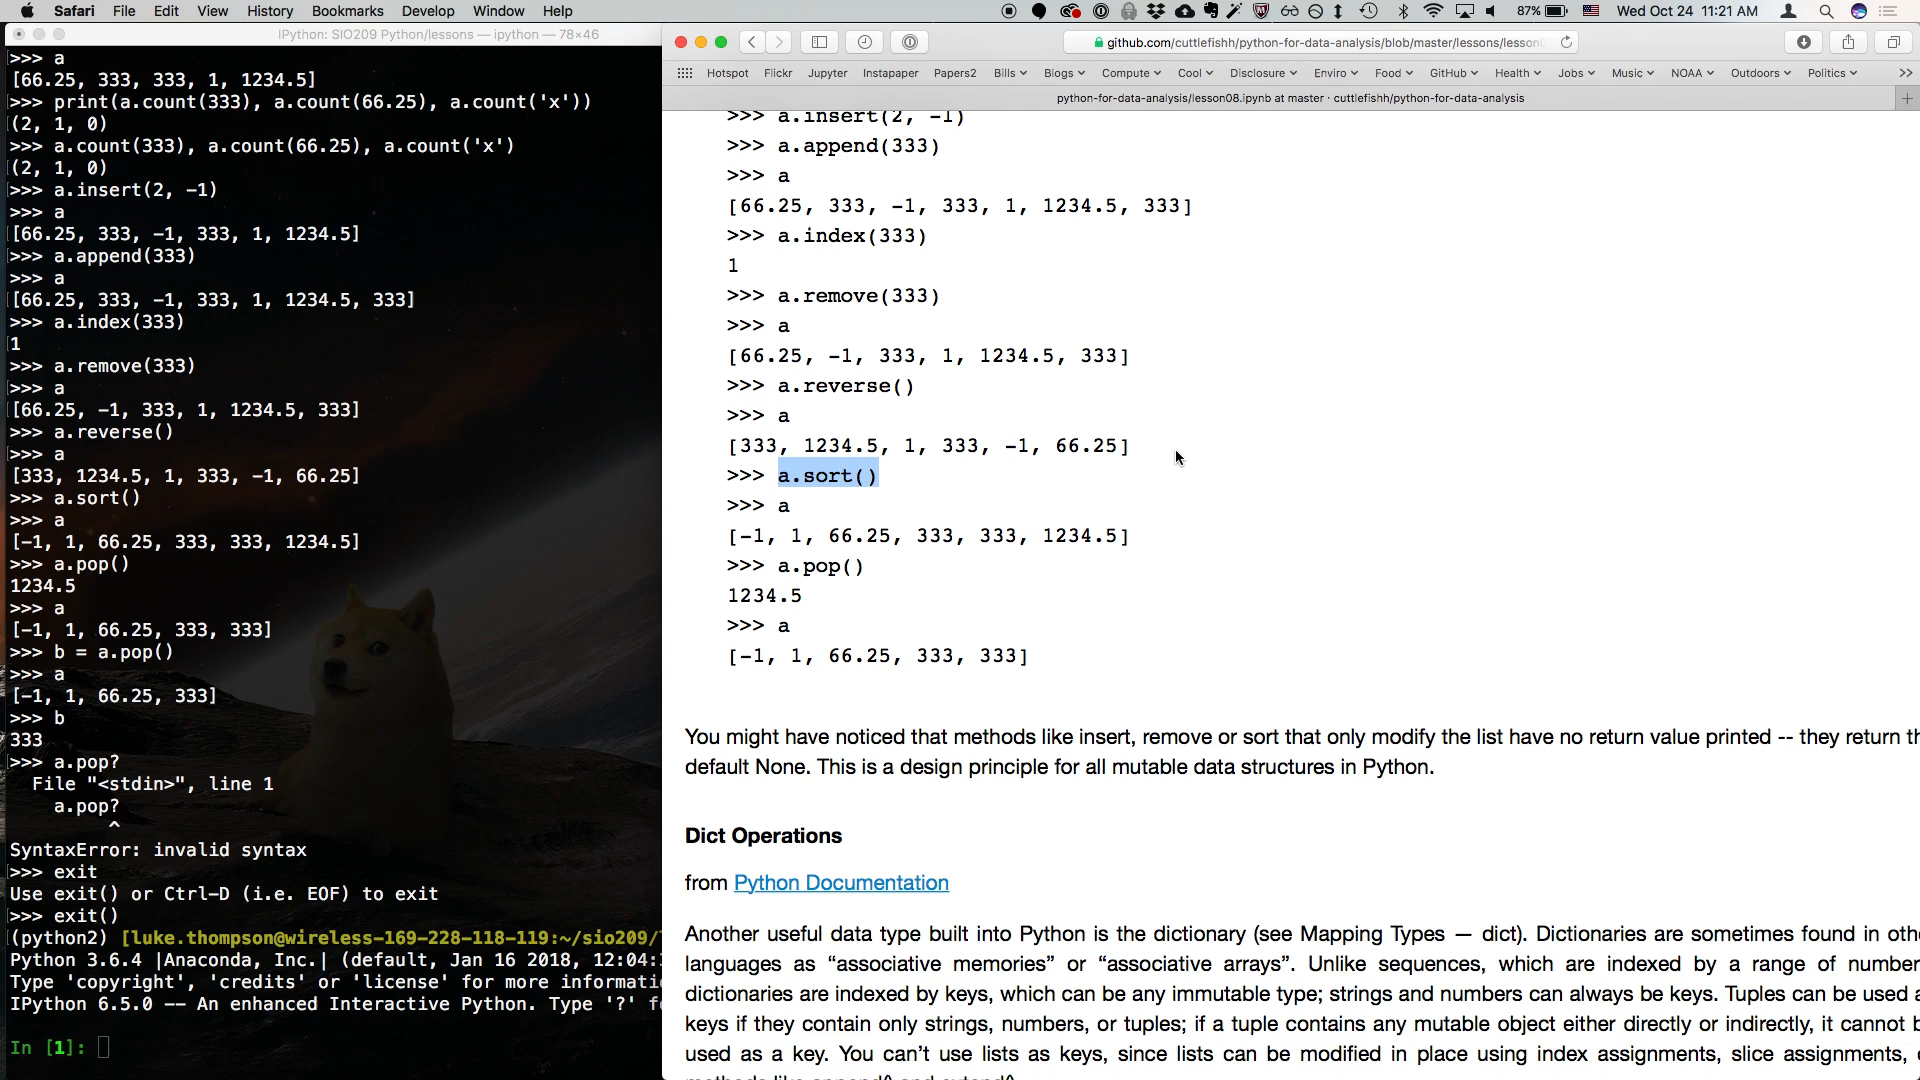 Safari File Edit View History Bookmarks Develop Window Help
87% Wed Oct 24 11:21 AM
IPython: SIO209 Python/lessons — ipython — 78×46
>>> a
[66.25, 333, 333, 1, 1234.5]
>>> print(a.count(333), a.count(66.25), a.count('x'))
(2, 1, 0)
>>> a.count(333), a.count(66.25), a.count('x')
(2, 1, 0)
>>> a.insert(2, -1)
>>> a
[66.25, 333, -1, 333, 1, 1234.5]
>>> a.append(333)
>>> a
[66.25, 333, -1, 333, 1, 1234.5, 333]
>>> a.index(333)
1
>>> a.remove(333)
>>> a
[66.25, -1, 333, 1, 1234.5, 333]
>>> a.reverse()
>>> a
[333, 1234.5, 1, 333, -1, 66.25]
>>> a.sort()
>>> a
[-1, 1, 66.25, 333, 333, 1234.5]
>>> a.pop()
1234.5
>>> a
[-1, 1, 66.25, 333, 333]
>>> b = a.pop()
>>> a
[-1, 1, 66.25, 333]
>>> b
333
>>> a.pop?
File "<stdin>", line 1
a.pop?
^
SyntaxError: invalid syntax
>>> exit
Use exit() or Ctrl-D (i.e. EOF) to exit
>>> exit()
(python2) [luke.thompson@wireless-169-228-118-119:~/sio209/
Python 3.6.4 |Anaconda, Inc.| (default, Jan 16 2018, 12:04:
Type 'copyright', 'credits' or 'license' for more informati
IPython 6.5.0 -- An enhanced Interactive Python. Type '?' f
In [1]:
github.com/cuttlefishh/python-for-data-analysis/blob/master/lessons/lesson
Hotspot Flickr Jupyter Instapaper Papers2 Bills Blogs Compute Cool Disclosure Enviro Food GitHub Health Jobs Music NOAA Outdoors Politics
python-for-data-analysis/lesson08.ipynb at master · cuttlefishh/python-for-data-analysis
>>> a.insert(2, -1)
>>> a.append(333)
>>> a
[66.25, 333, -1, 333, 1, 1234.5, 333]
>>> a.index(333)
1
>>> a.remove(333)
>>> a
[66.25, -1, 333, 1, 1234.5, 333]
>>> a.reverse()
>>> a
[333, 1234.5, 1, 333, -1, 66.25]
>>> a.sort()
>>> a
[-1, 1, 66.25, 333, 333, 1234.5]
>>> a.pop()
1234.5
>>> a
[-1, 1, 66.25, 333, 333]
You might have noticed that methods like insert, remove or sort that only modify the list have no return value printed -- they return th
default None. This is a design principle for all mutable data structures in Python.
Dict Operations
from Python Documentation
Another useful data type built into Python is the dictionary (see Mapping Types — dict). Dictionaries are sometimes found in othe
languages as “associative memories” or “associative arrays”. Unlike sequences, which are indexed by a range of number
dictionaries are indexed by keys, which can be any immutable type; strings and numbers can always be keys. Tuples can be used a
keys if they contain only strings, numbers, or tuples; if a tuple contains any mutable object either directly or indirectly, it cannot b
used as a key. You can’t use lists as keys, since lists can be modified in place using index assignments, slice assignments,
methods like append() and extend()